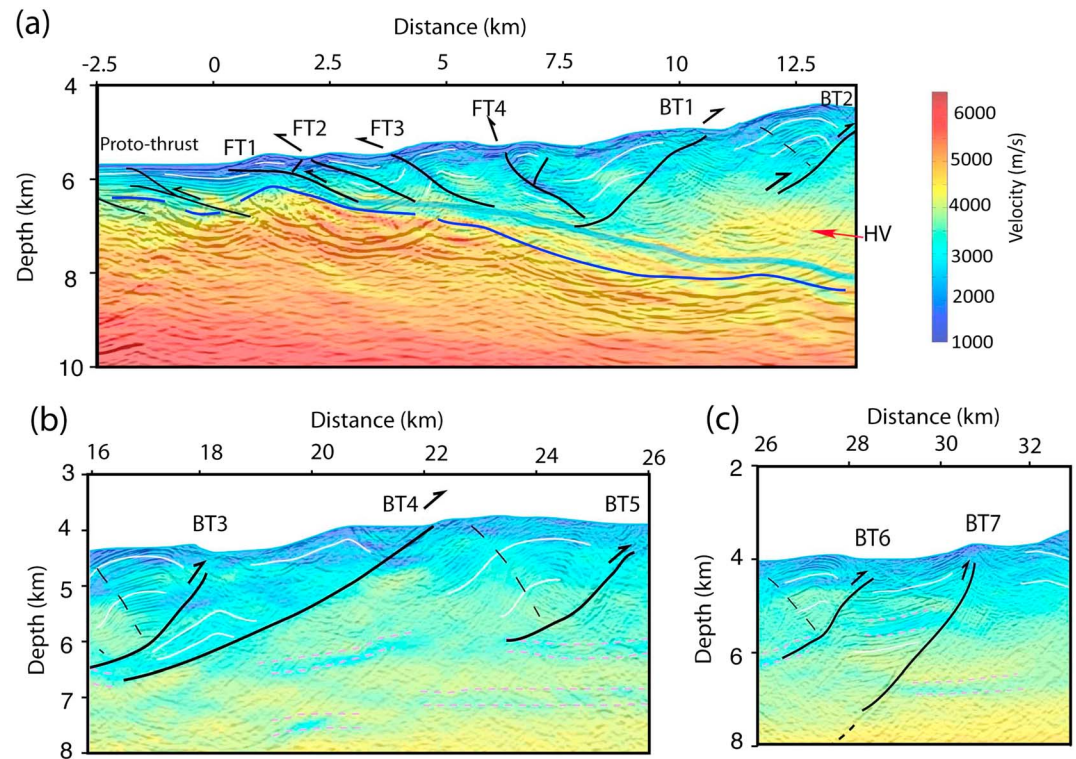 (a)
Distance (km)
-2.5 0 2.5 5 7.5 10 12.5
4
6
8
10
Depth (km)
Proto-thrust
FT1
FT2
FT3
FT4
BT1
BT2
HV
6000
5000
4000
3000
2000
1000
Velocity (m/s)
(b)
Distance (km)
16 18 20 22 24 26
3
4
5
6
7
8
Depth (km)
BT3
BT4
BT5
(c)
Distance (km)
26 28 30 32
2
4
6
8
Depth (km)
BT6
BT7